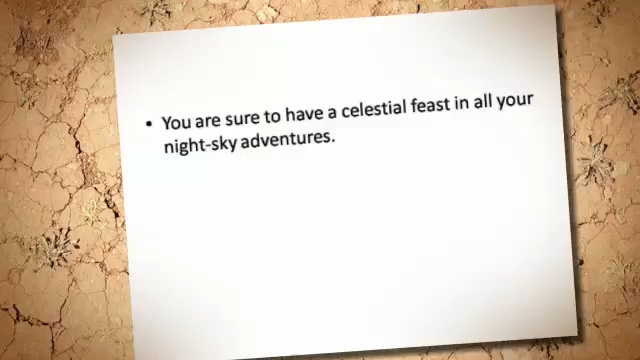 • You are sure to have a celestial feast in all your
night-sky adventures.